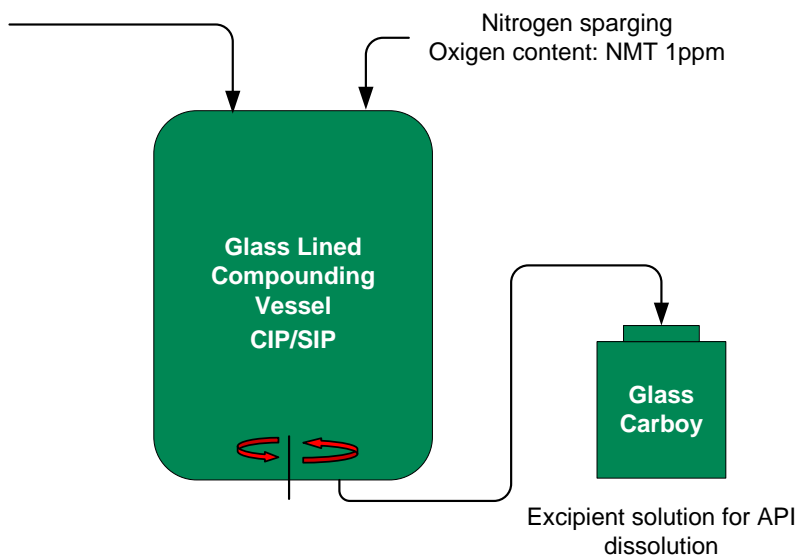 Nitrogen sparging
Oxigen content: NMT 1ppm
Glass Lined
Compounding
Vessel
CIP/SIP
Glass
Carboy
Excipient solution for API
dissolution